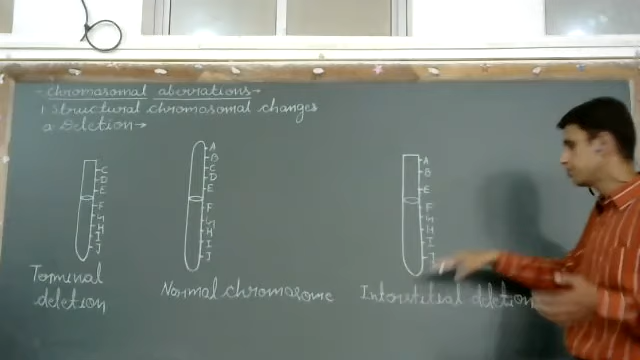 Chromosomal aberrations→
1. Structural chromosomal changes
a. Deletion→
C
D
E
F
G
H
I
J
Terminal
deletion
A
B
C
D
E
F
G
H
I
J
Normal chromosome
A
B
E
F
G
H
I
J
Interstitial deletion